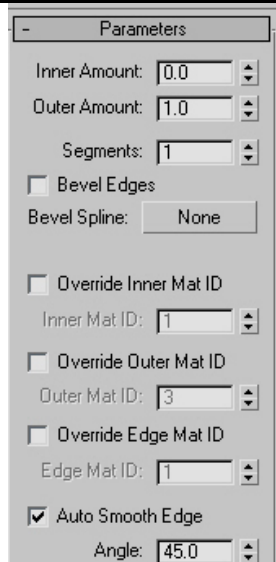 - Parameters
Inner Amount: 0.0
Outer Amount: 1.0
Segments: 1
Bevel Edges
Bevel Spline: None
Override Inner Mat ID
Inner Mat ID: 1
Override Outer Mat ID
Outer Mat ID: 3
Override Edge Mat ID
Edge Mat ID: 1
Auto Smooth Edge
Angle: 45.0